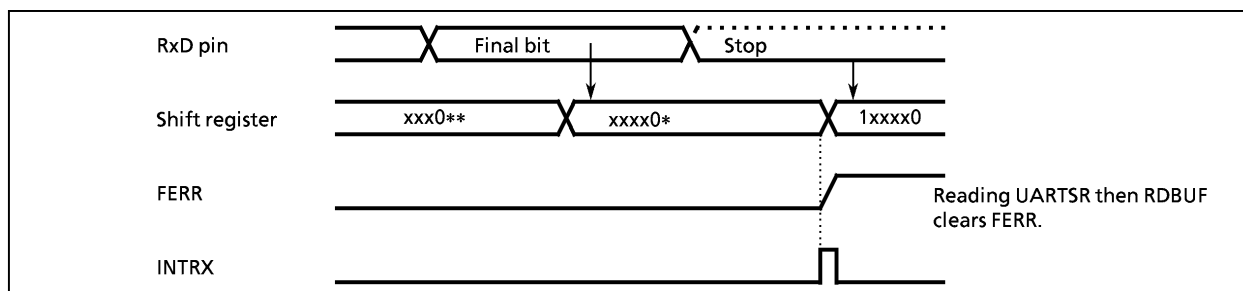 RxD pin Final bit Stop
Shift register xxx0** xxxx0* 1xxxx0
FERR
Reading UARTSR then RDBUF
clears FERR.
INTRX